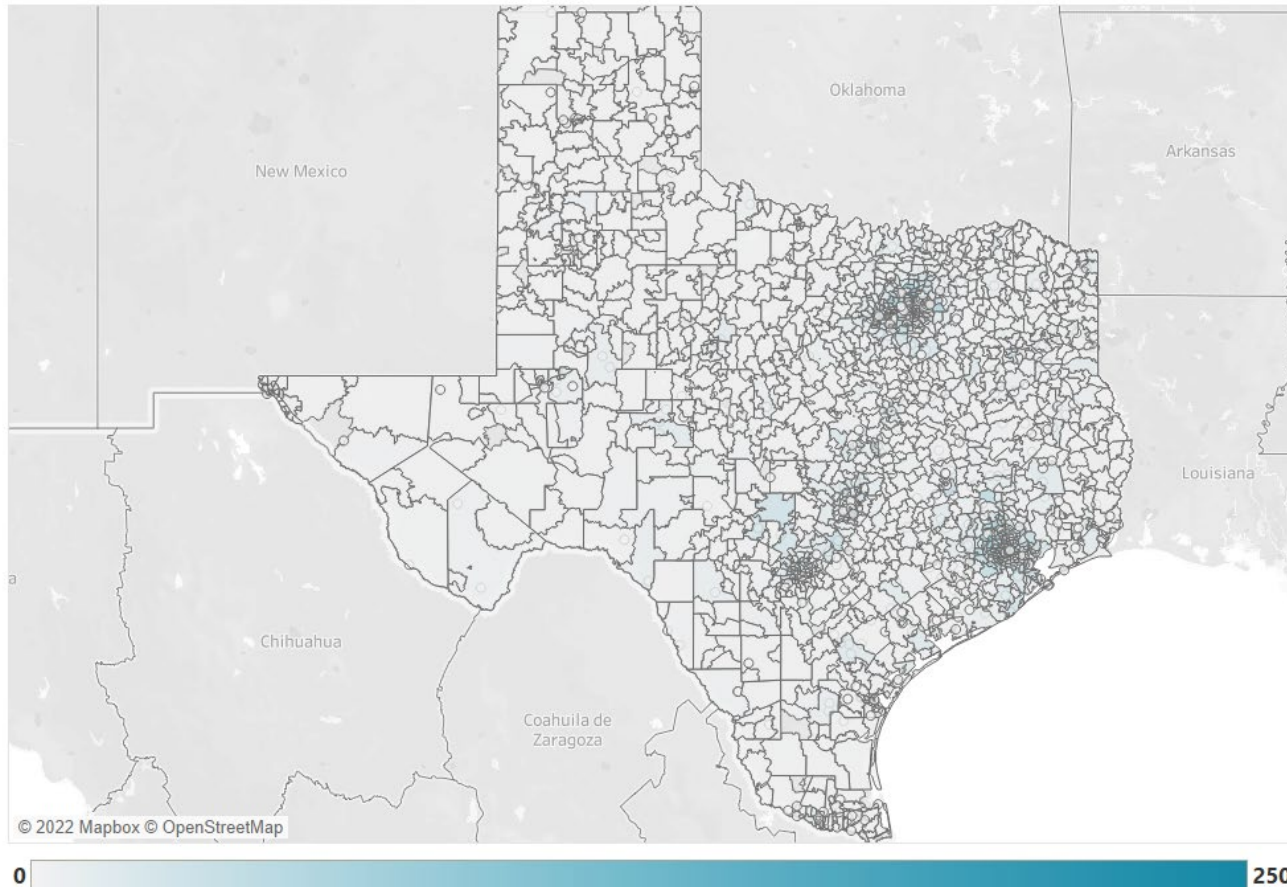 Oklahoma
New Mexico
Arkansas
Louisiana
a
Chihuahua
Coahuila de
Zaragoza
© 2022 Mapbox © OpenStreetMap
0
250